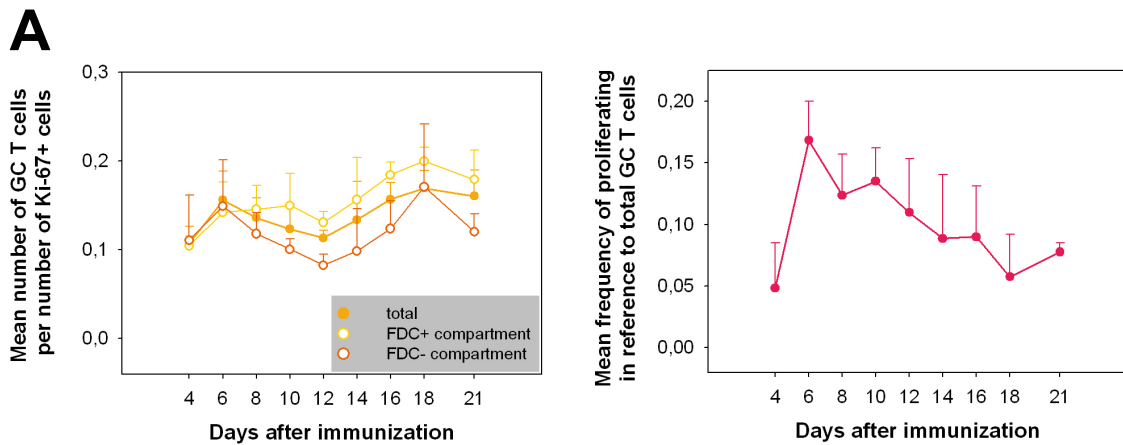 A
Mean number of GC T cells
per number of Ki-67+ cells
0,3
0,2
0,1
0,0
total
FDC+ compartment
FDC- compartment
4 6 8 10 12 14 16 18 21
Days after immunization
Mean frequency of proliferating
in reference to total GC T cells
0,20
0,15
0,10
0,05
0,00
4 6 8 10 12 14 16 18 21
Days after immunization